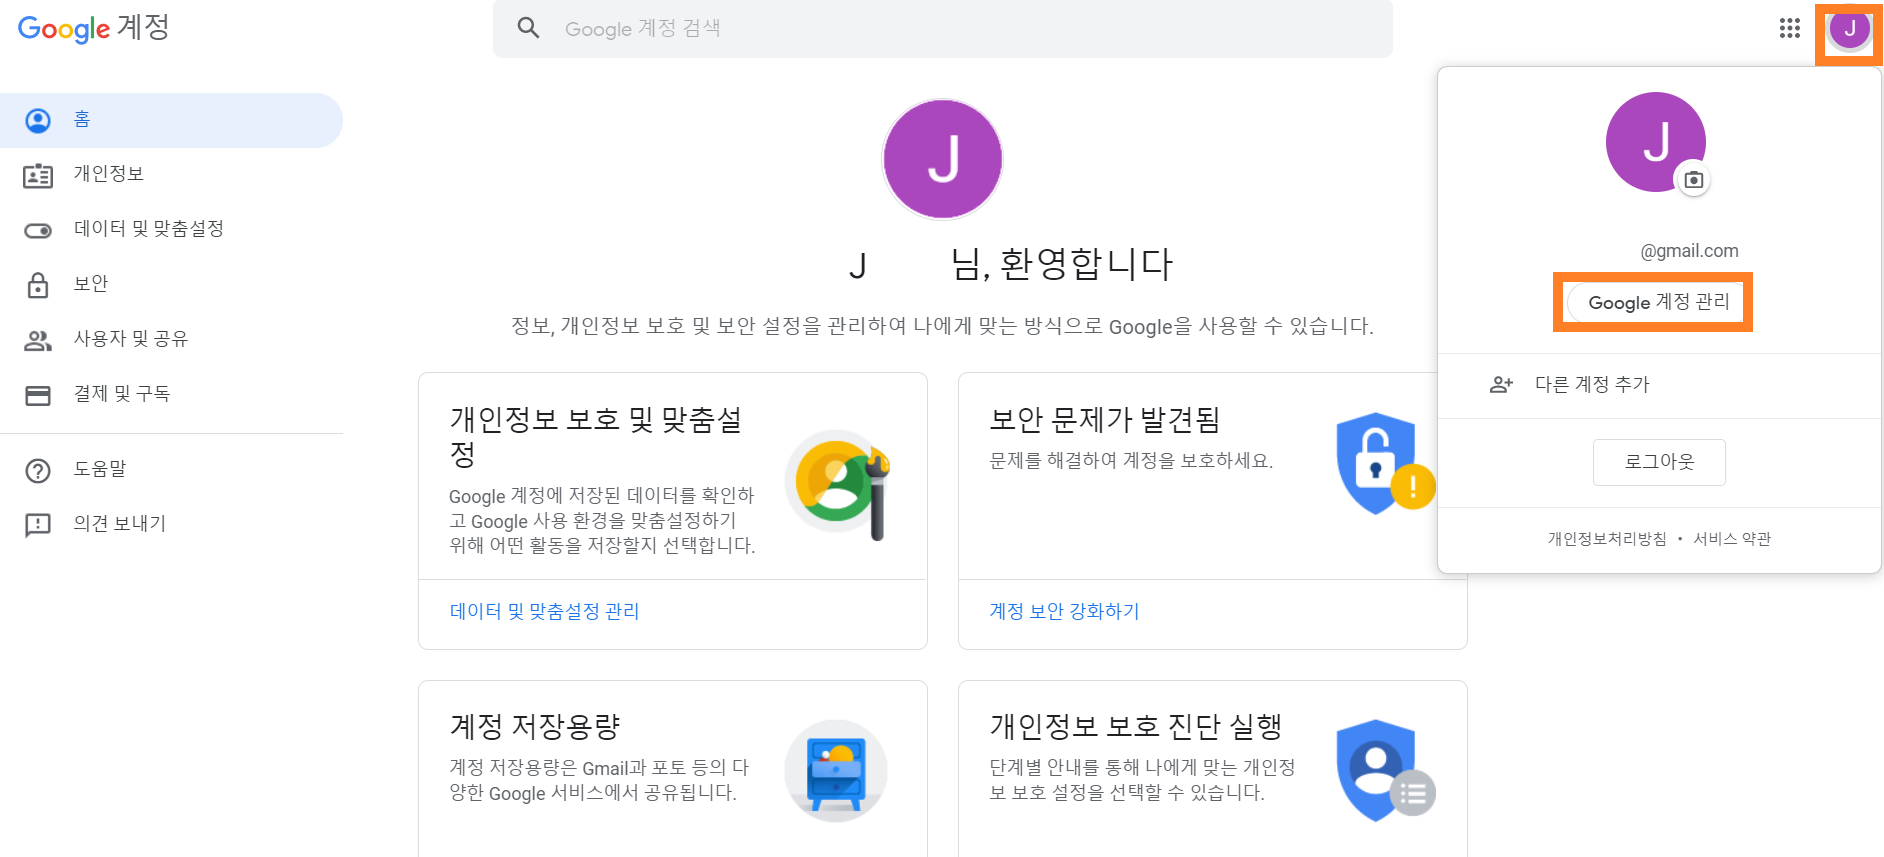 Google 계정
Google 계정 검색
J
홈
개인정보
데이터 및 맞춤설정
보안
사용자 및 공유
결제 및 구독
도움말
의견 보내기
J
J 님, 환영합니다
정보, 개인정보 보호 및 보안 설정을 관리하여 나에게 맞는 방식으로 Google을 사용할 수 있습니다.
개인정보 보호 및 맞춤설
정
Google 계정에 저장된 데이터를 확인하
고 Google 사용 환경을 맞춤설정하기
위해 어떤 활동을 저장할지 선택합니다.
데이터 및 맞춤설정 관리
보안 문제가 발견됨
문제를 해결하여 계정을 보호하세요.
계정 보안 강화하기
계정 저장용량
계정 저장용량은 Gmail과 포토 등의 다
양한 Google 서비스에서 공유됩니다.
개인정보 보호 진단 실행
단계별 안내를 통해 나에게 맞는 개인정
보 보호 설정을 선택할 수 있습니다.
J
@gmail.com
Google 계정 관리
다른 계정 추가
로그아웃
개인정보처리방침 • 서비스 약관